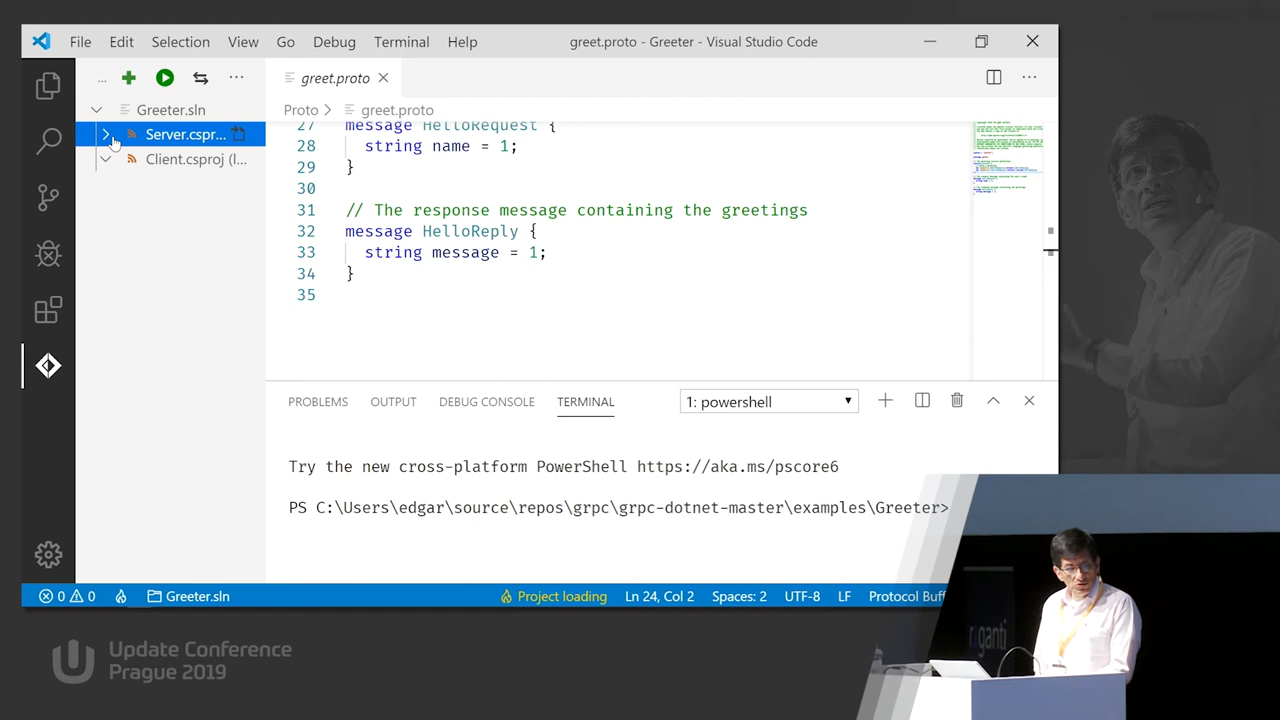 File Edit Selection View Go Debug Terminal Help greet.proto - Greeter - Visual Studio Code
... greet.proto
Greeter.sln
Proto > greet.proto
Server.cspr...
Client.csproj (l...
27 message HelloRequest {
28 string name = 1;
29 }
30
31 // The response message containing the greetings
32 message HelloReply {
33 string message = 1;
34 }
35
PROBLEMS OUTPUT DEBUG CONSOLE TERMINAL 1: powershell
Try the new cross-platform PowerShell https://aka.ms/pscore6
PS C:\Users\edgar\source\repos\grpc\grpc-dotnet-master\examples\Greeter>
0 0 Greeter.sln Project loading Ln 24, Col 2 Spaces: 2 UTF-8 LF Protocol Buff
Update Conference
Prague 2019
riganti